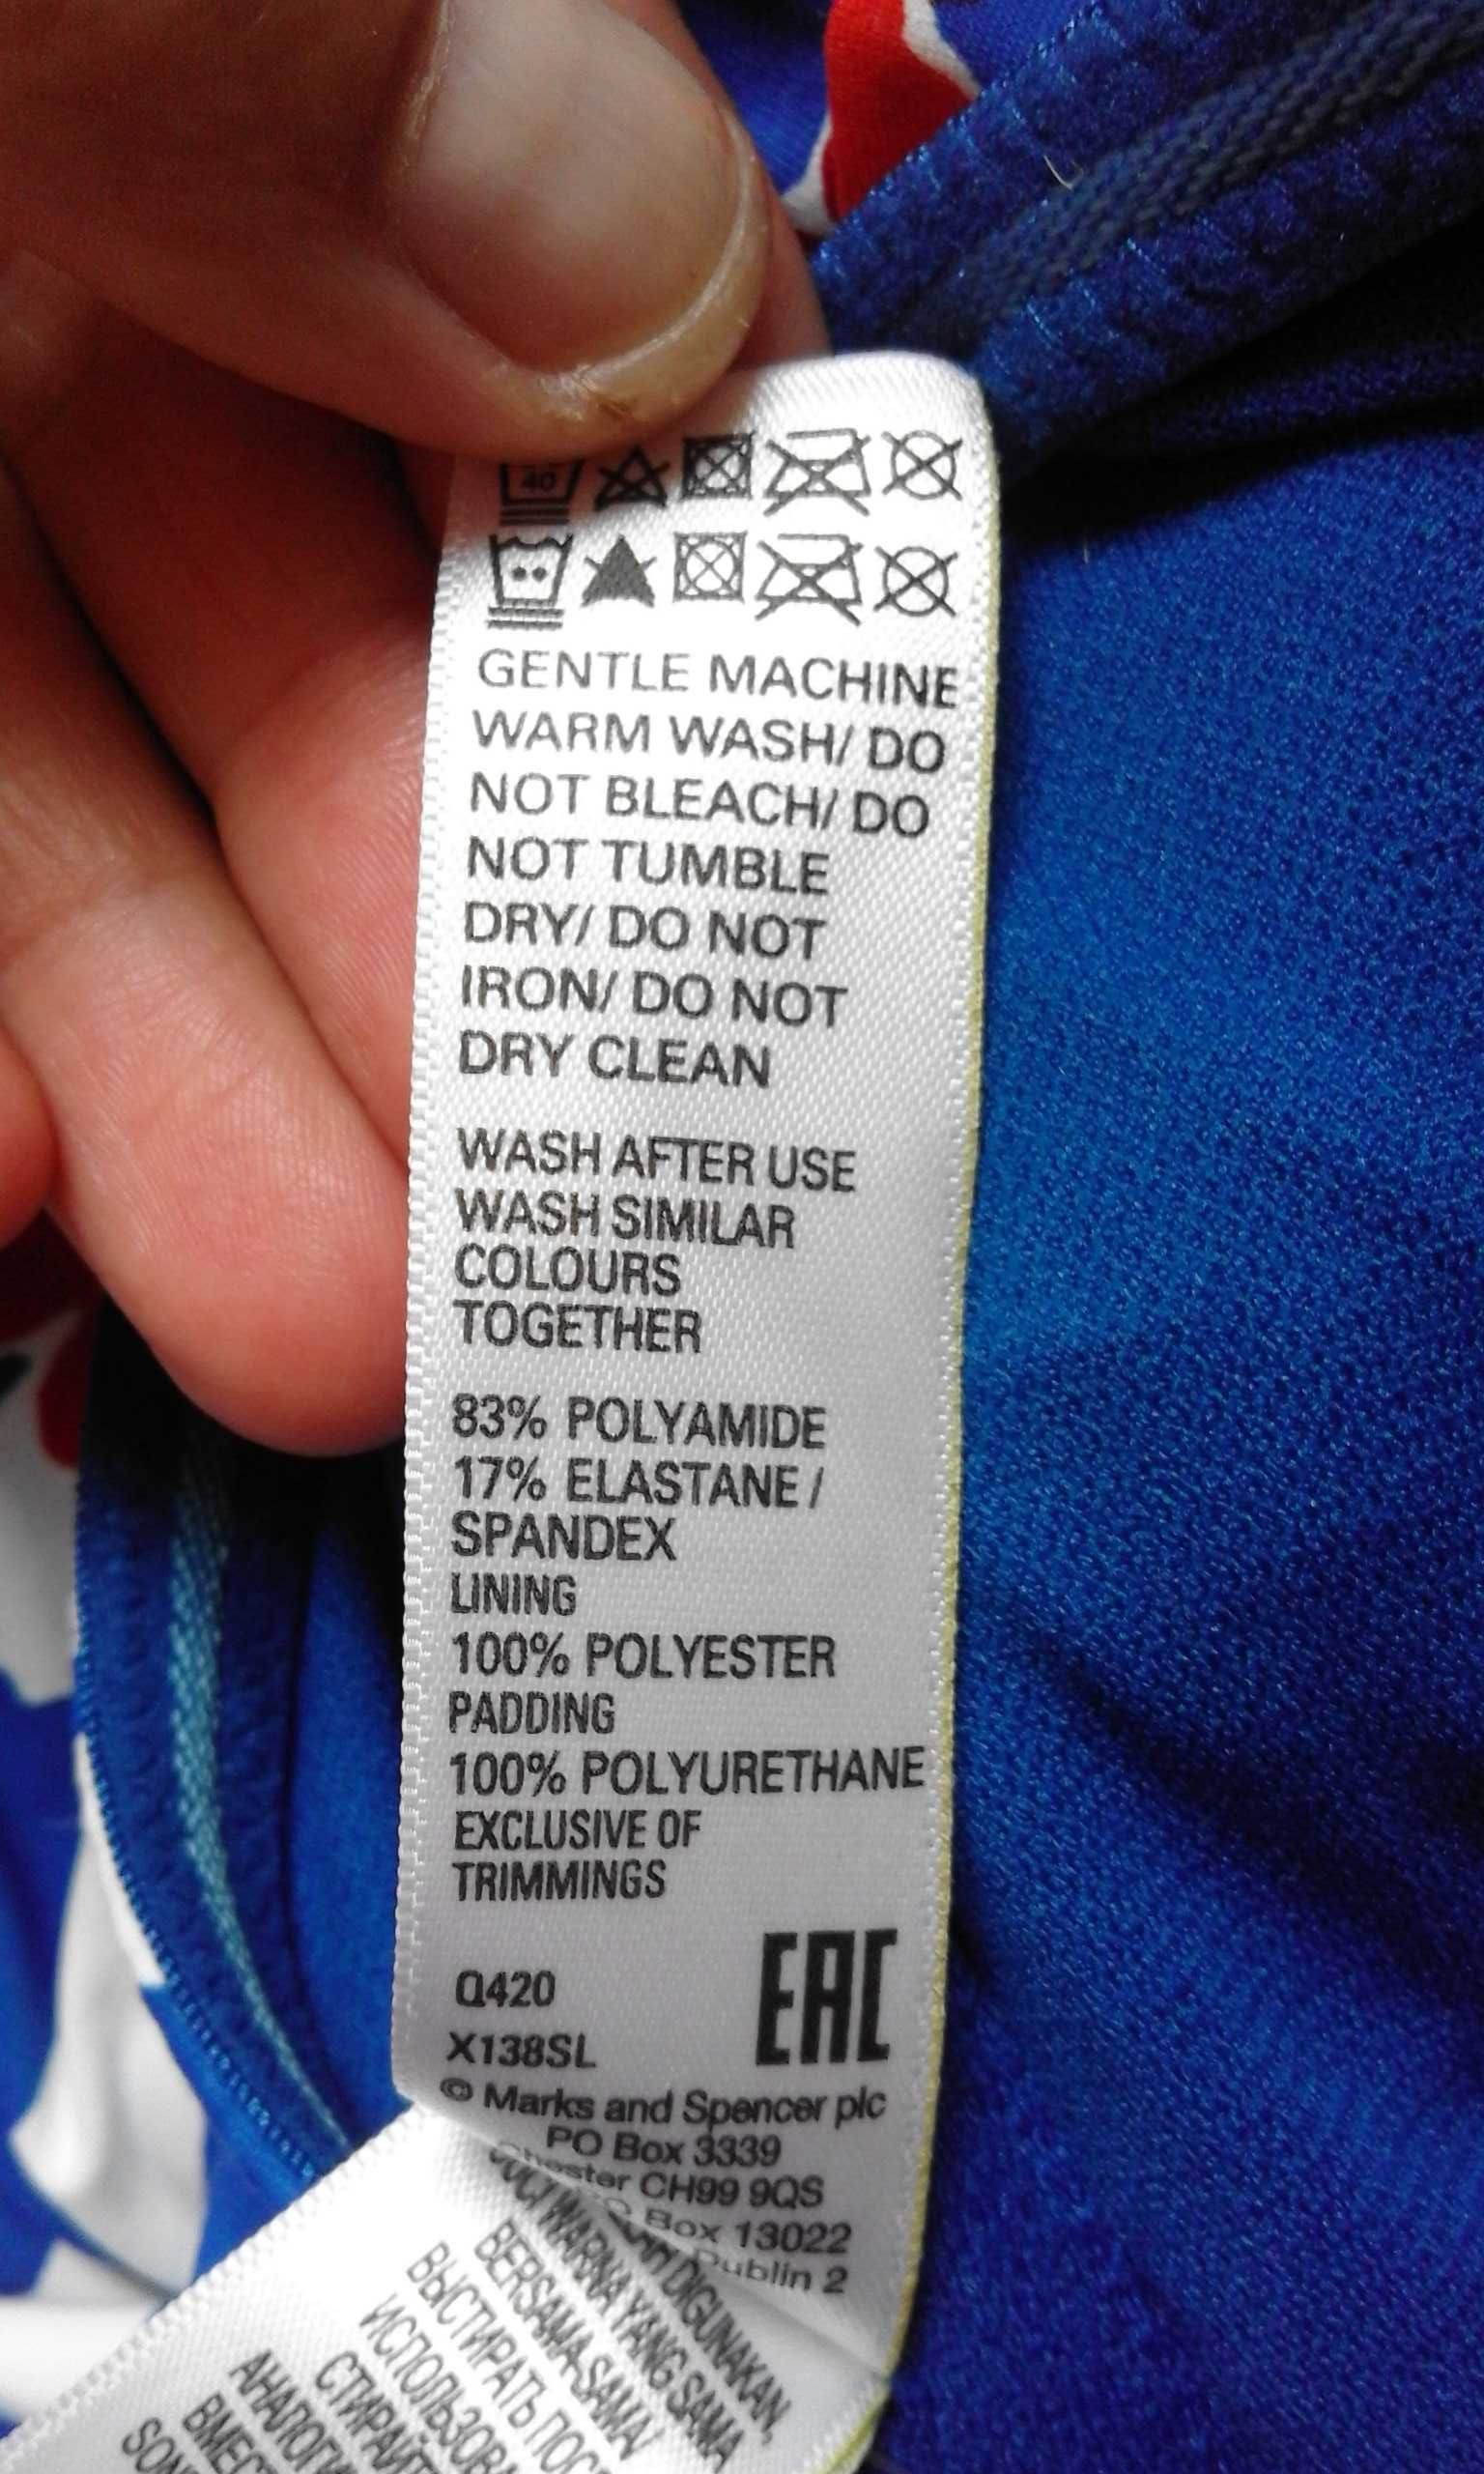 40
GENTLE MACHINE
WARM WASH/ DO
NOT BLEACH/ DO
NOT TUMBLE
DRY/ DO NOT
IRON/ DO NOT
DRY CLEAN
WASH AFTER USE
WASH SIMILAR
COLOURS
TOGETHER
83% POLYAMIDE
17% ELASTANE /
SPANDEX
LINING
100% POLYESTER
PADDING
100% POLYURETHANE
EXCLUSIVE OF
TRIMMINGS
Q420
EAC
X138SL
© Marks and Spencer plc
PO Box 3339
Chester CH99 9QS
Box 13022
Dublin 2
DIGUNAKAN,
WARNA YANG SAMA
BERSAMA-SAMA/
ВЫСТИРАТЬ